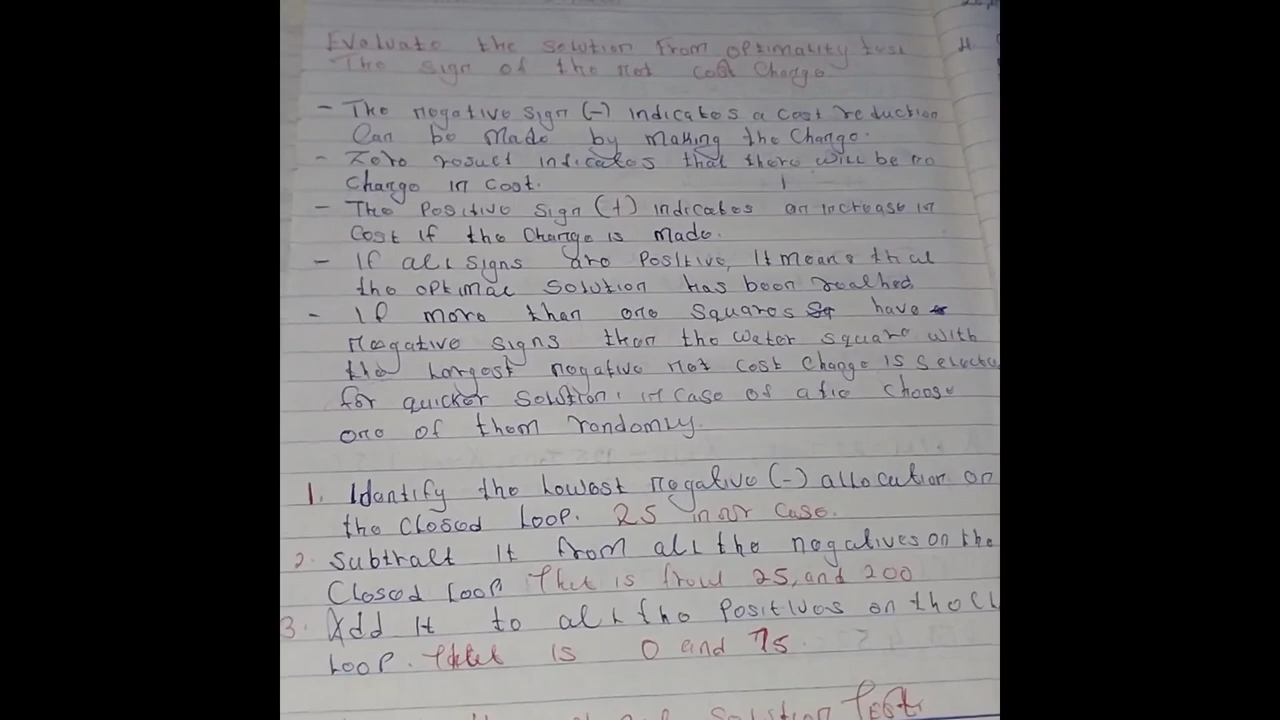 Evaluate the solution from optimality test
The sign of the net cost change
- The negative sign (-) indicates a cost reduction
Can be made by making the change.
- Zero result indicates that there will be no
change in cost.
- The positive sign (+) indicates an increase in
cost if the change is made.
- If all signs are positive, it means that
the optimal solution has been reached
- If more than one squares have
negative signs then the water square with
the largest negative net cost change is selected
for quicker solution. in case of a tie choose
one of them randomly.
1. Identify the lowest negative (-) allocation on
the closed loop. 25 in our case.
2. Subtract it from all the negatives on the
closed loop that is from 25, and 200
3. Add it to all the positives on the cl
loop. that is 0 and 75.
solution Test